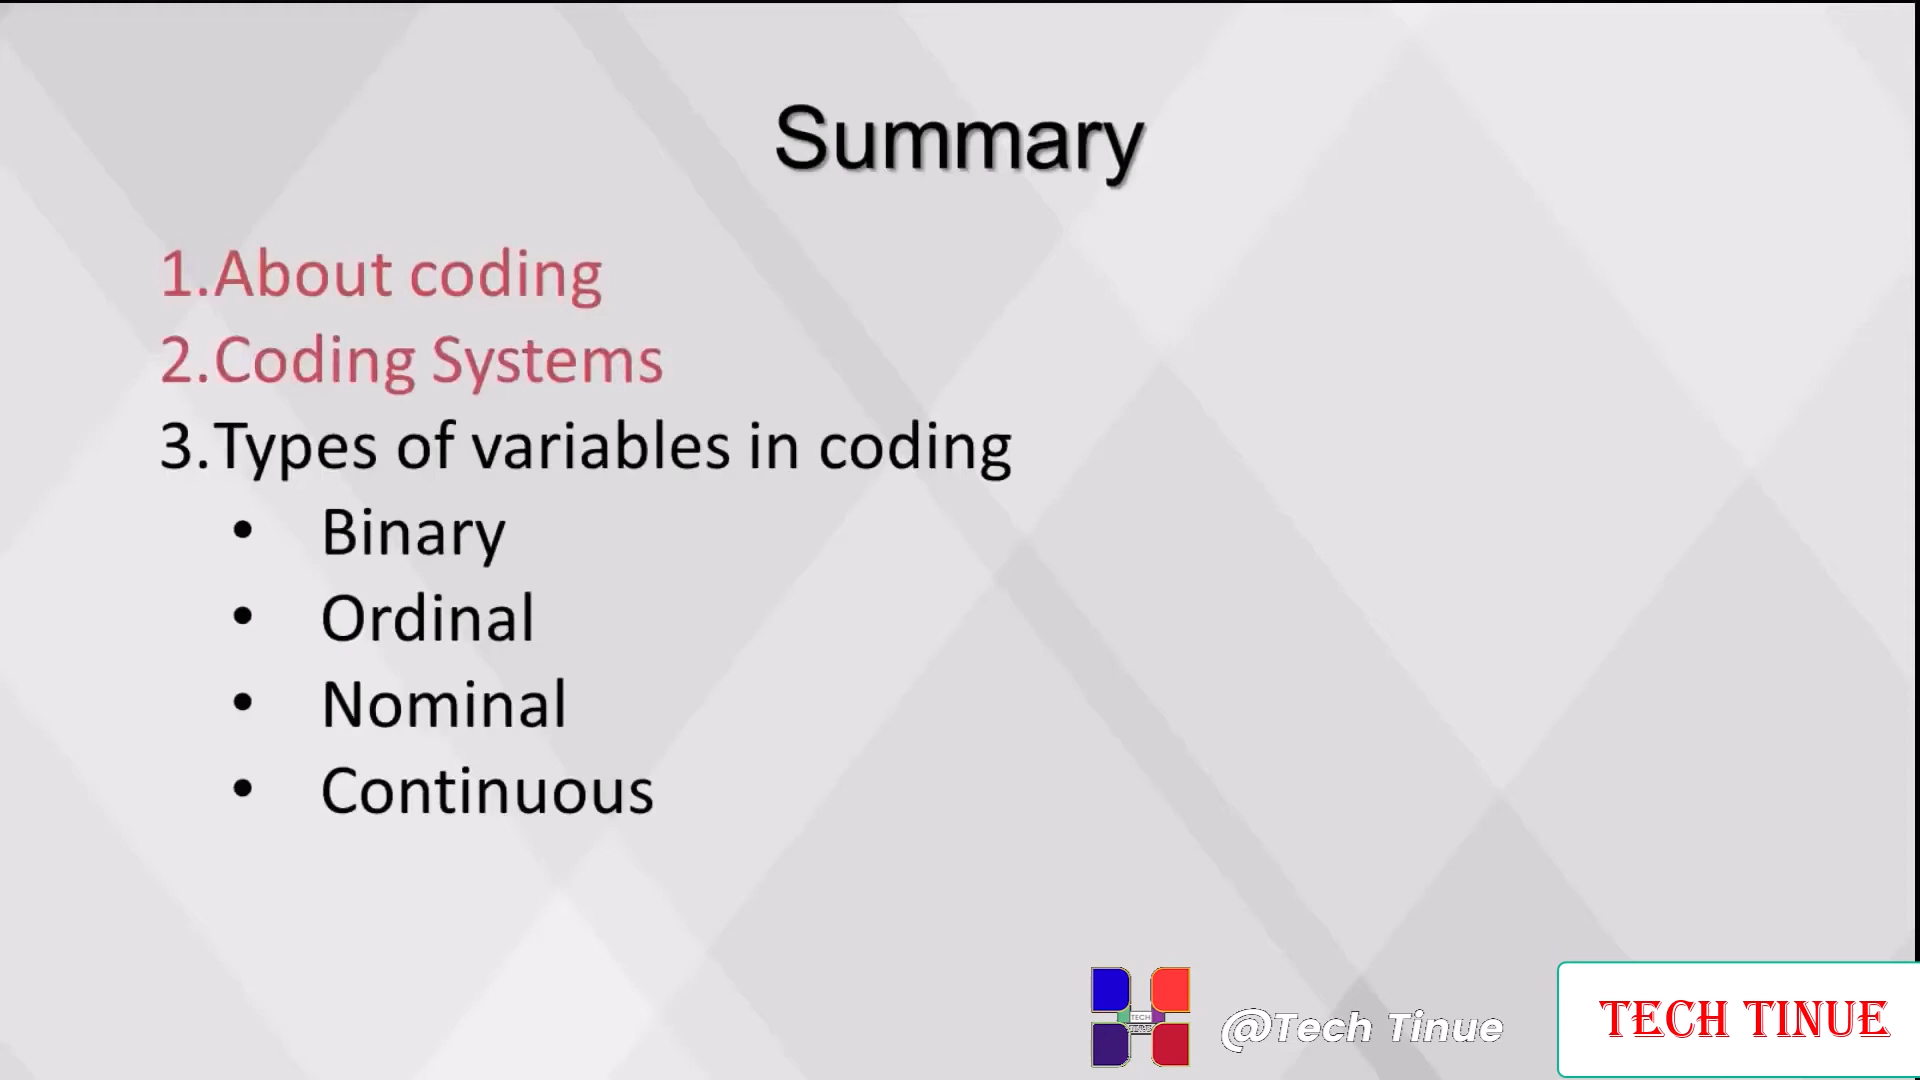 Summary
1.About coding
2.Coding Systems
3.Types of variables in coding
• Binary
• Ordinal
• Nominal
• Continuous
TECH
@Tech Tinue
TECH TINUE